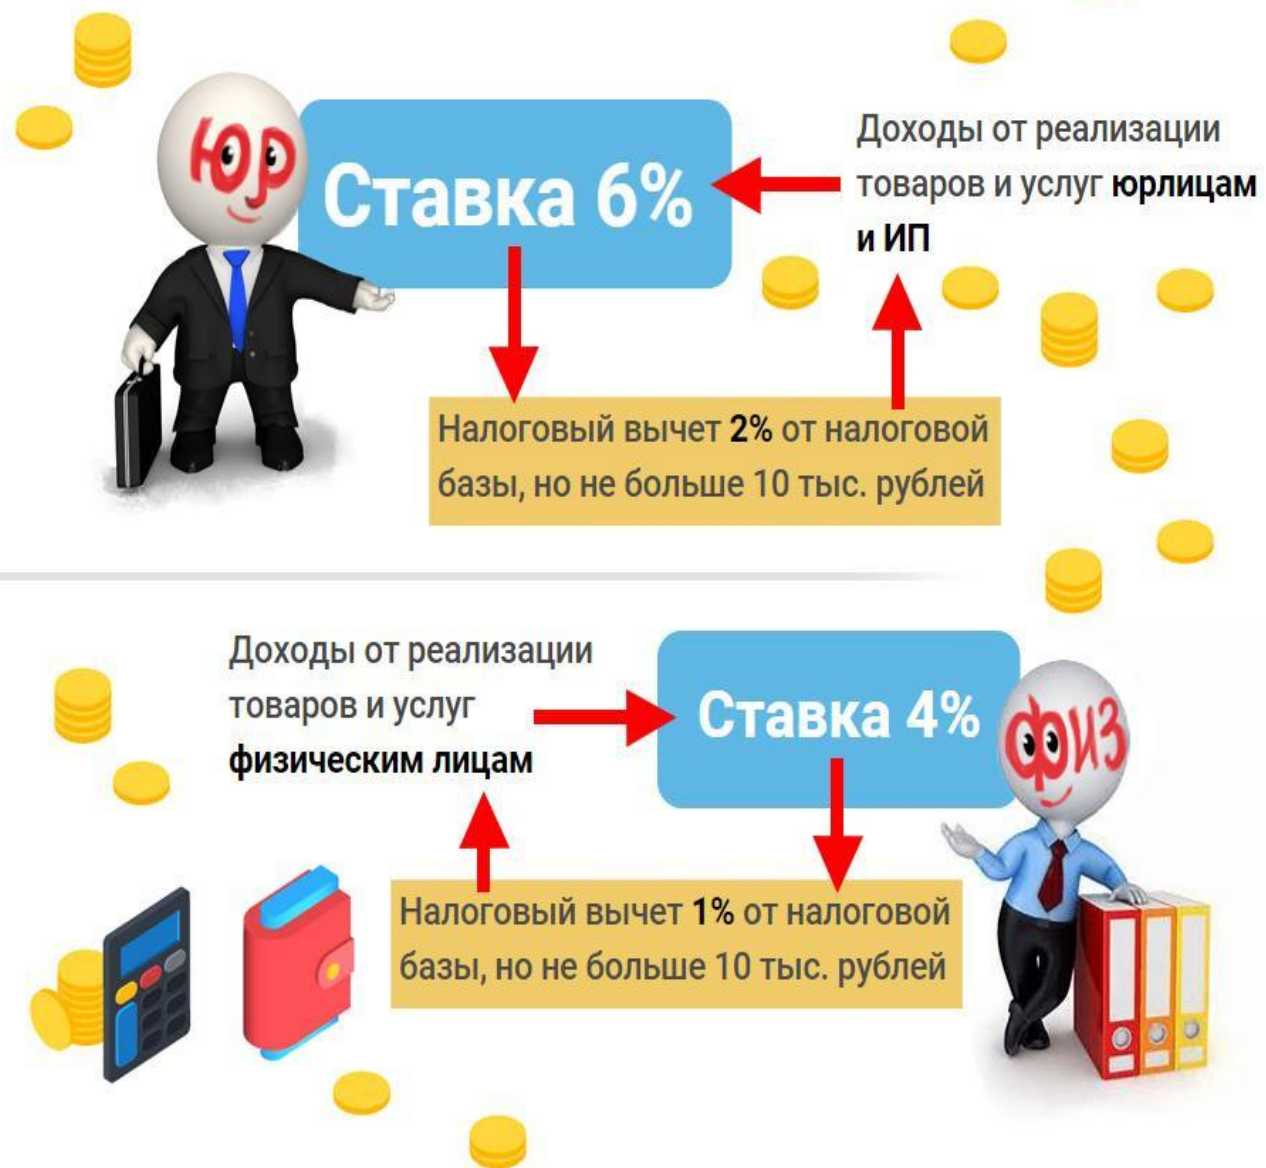 ЮР
Ставка 6%
Доходы от реализации
товаров и услуг юрлицам
и ИП
Налоговый вычет 2% от налоговой
базы, но не больше 10 тыс. рублей
Доходы от реализации
товаров и услуг
физическим лицам
Ставка 4%
физ
Налоговый вычет 1% от налоговой
базы, но не больше 10 тыс. рублей